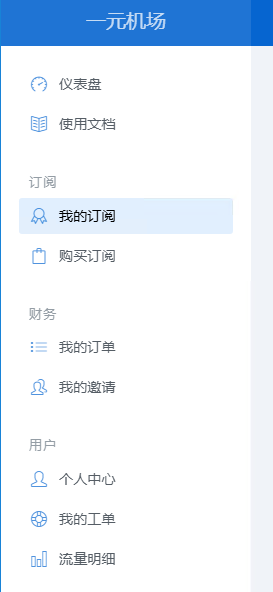 一元机场
仪表盘
使用文档
订阅
我的订阅
购买订阅
财务
我的订单
我的邀请
用户
个人中心
我的工单
流量明细